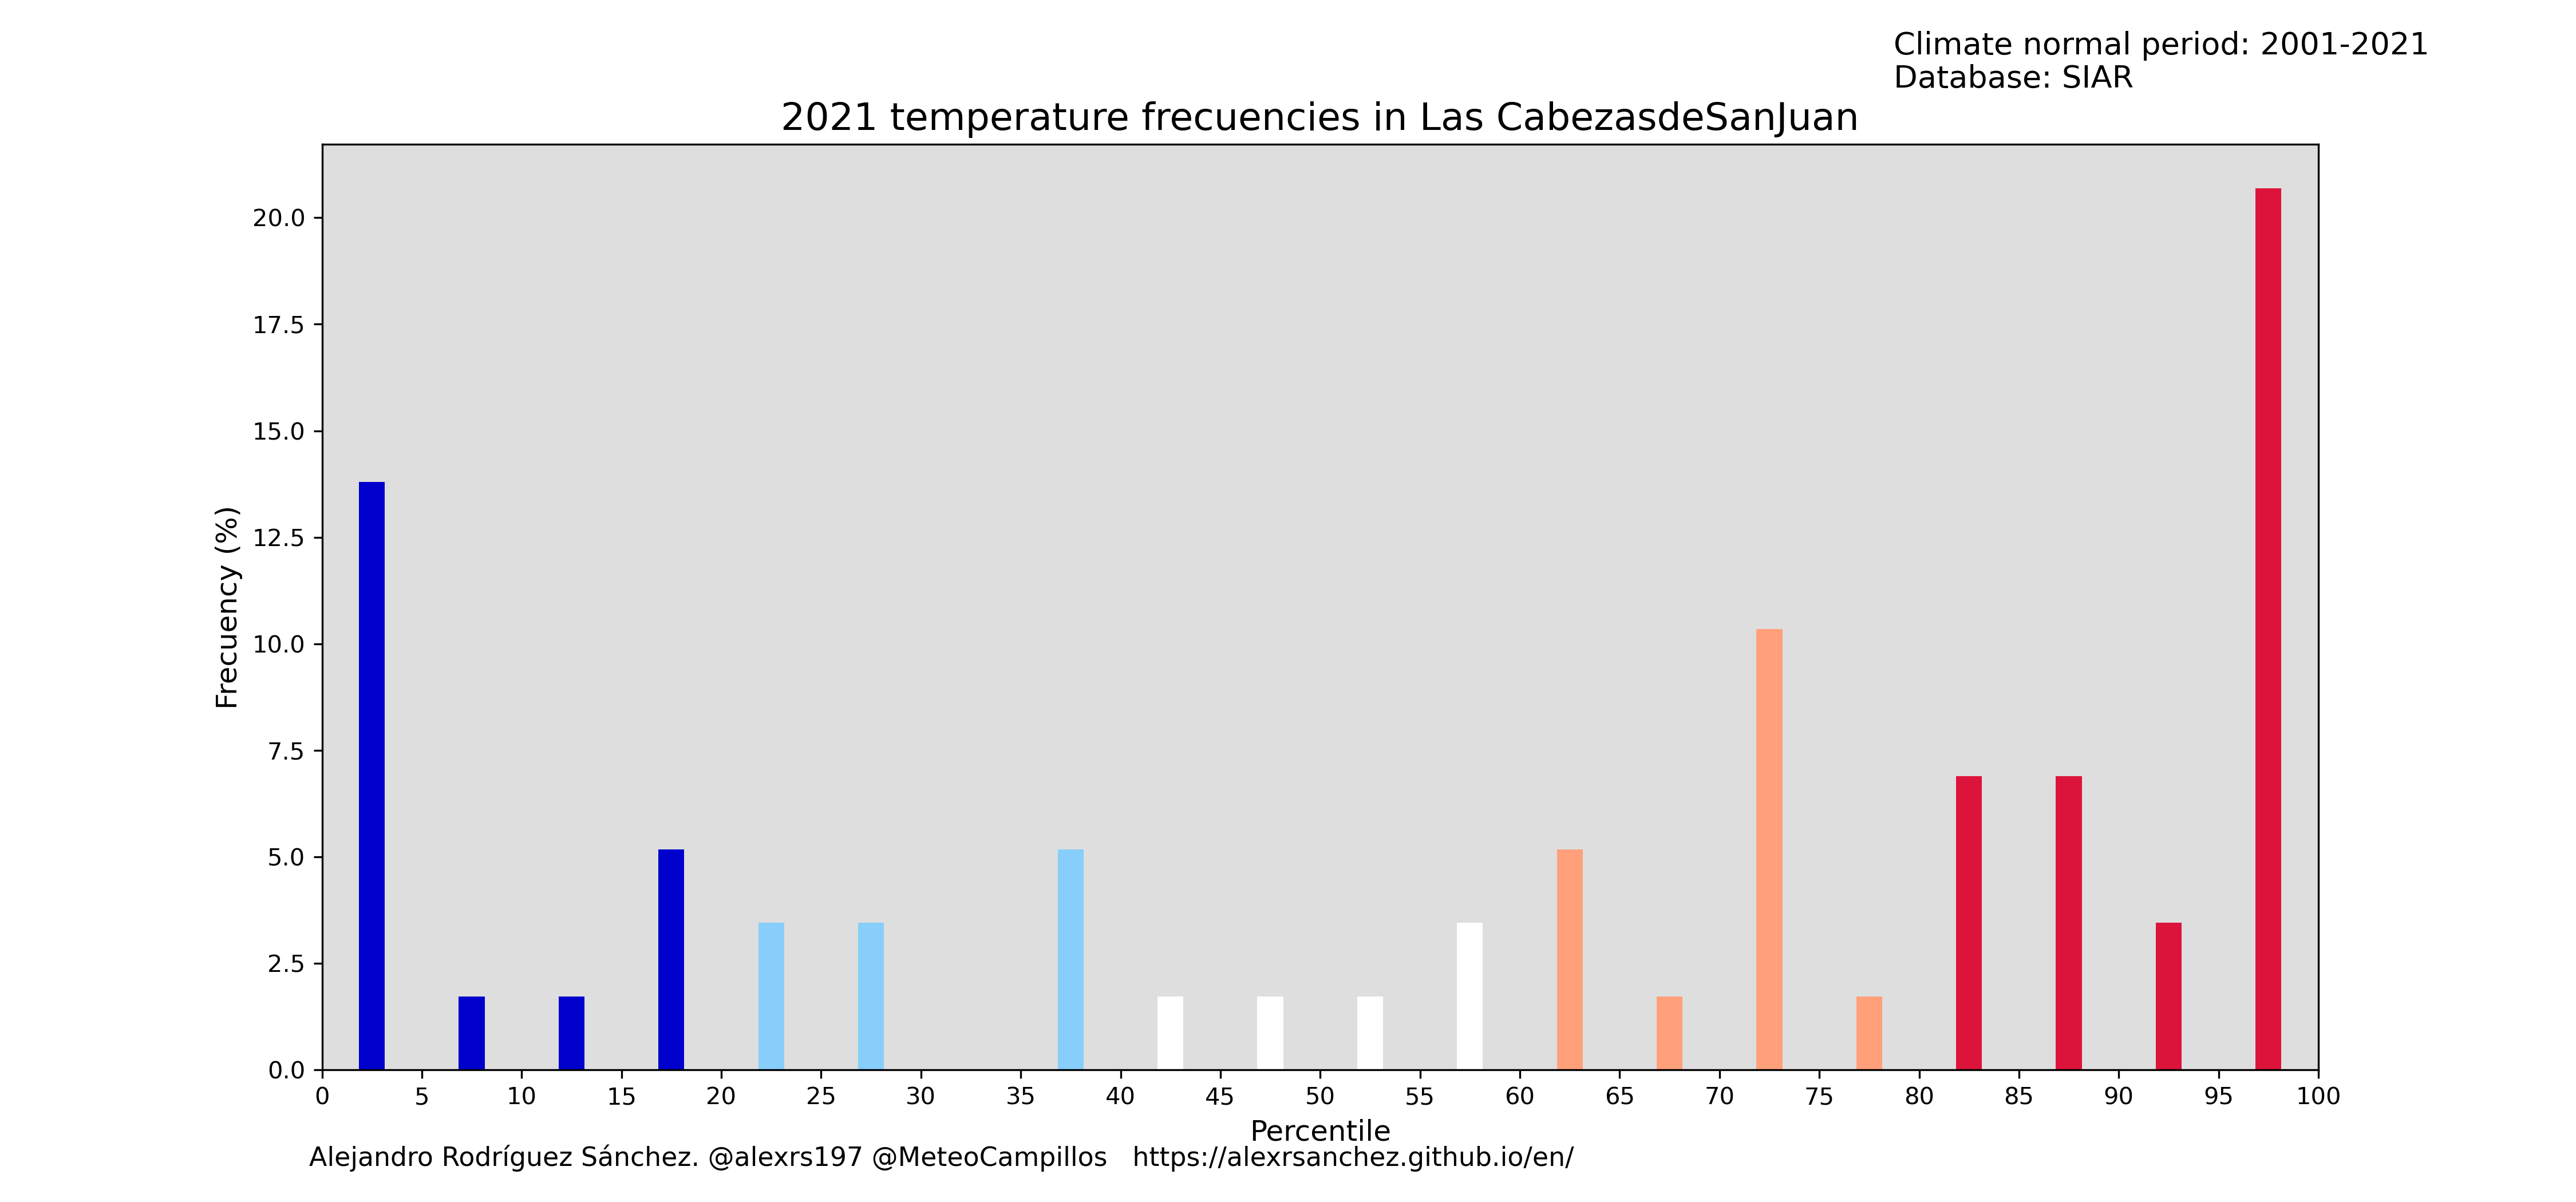 Climate normal period: 2001-2021
Database: SIAR
2021 temperature frecuencies in Las CabezasdeSanJuan
20.0
17.5
15.0
12.5
10.0
7.5
5.0
2.5
0.0
Frecuency (%)
0 5 10 15 20 25 30 35 40 45 50 55 60 65 70 75 80 85 90 95 100
Percentile
Alejandro Rodríguez Sánchez. @alexrs197 @MeteoCampillos https://alexrsanchez.github.io/en/